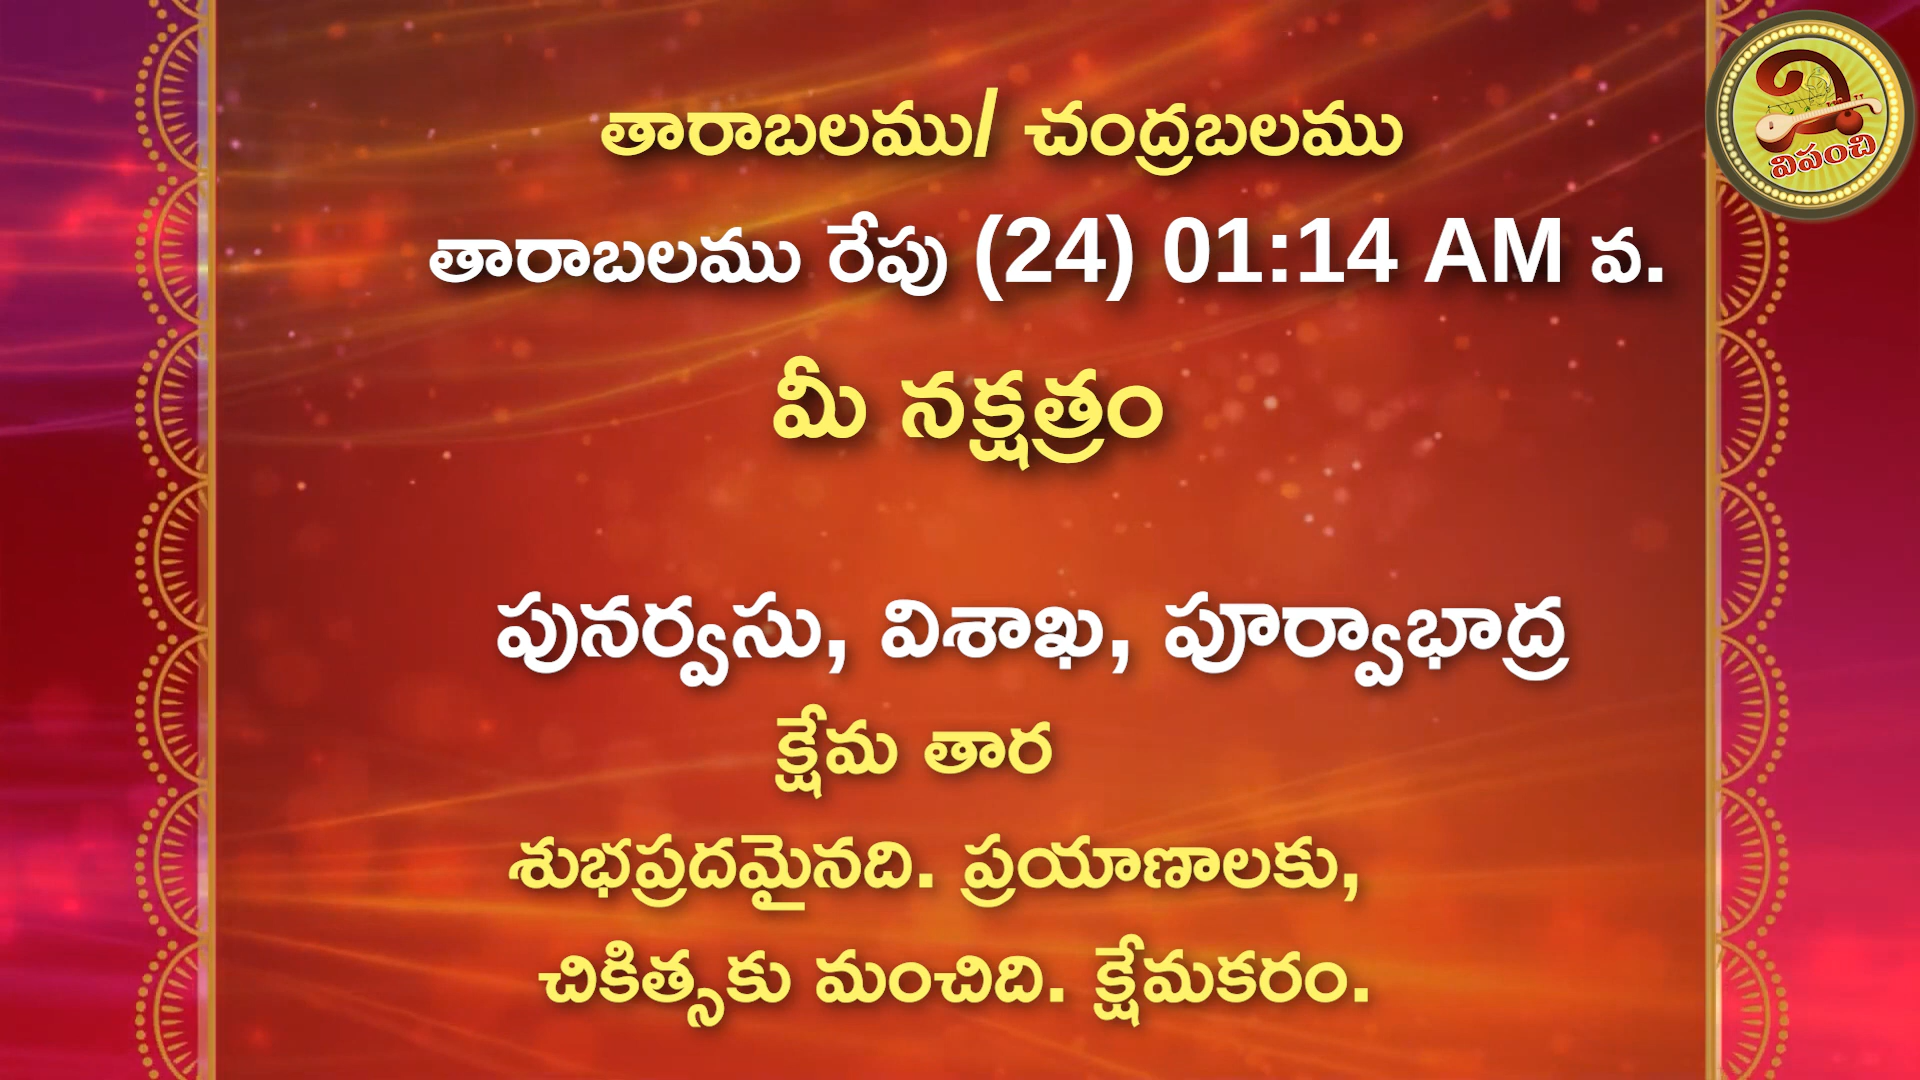 తారాబలము/ చంద్రబలము
తారాబలము రేపు (24) 01:14 AM వ.
మీ నక్షత్రం
పునర్వసు, విశాఖ, పూర్వాభాద్ర
క్షేమ తార
శుభప్రదమైనది. ప్రయాణాలకు,
చికిత్సకు మంచిది. క్షేమకరం.
విపంచి